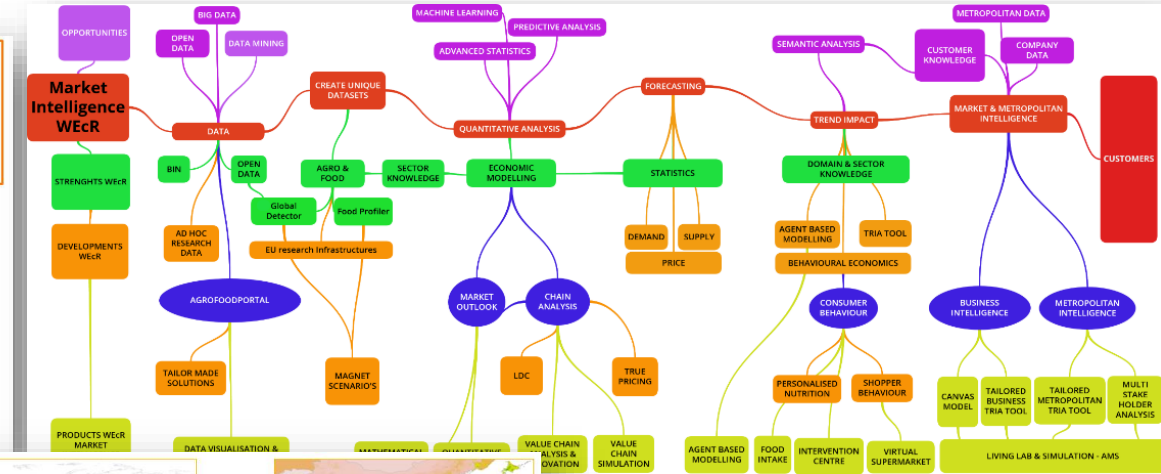 OPPORTUNITIES
BIG DATA
OPEN
DATA
DATA MINING
MACHINE LEARNING
PREDICTIVE ANALYSIS
ADVANCED STATISTICS
METROPOLITAN DATA
SEMANTIC ANALYSIS
CUSTOMER
KNOWLEDGE
COMPANY
DATA
Market
Intelligence
WEcR
DATA
CREATE UNIQUE
DATASETS
QUANTITATIVE ANALYSIS
FORECASTING
TREND IMPACT
MARKET & METROPOLITAN
INTELLIGENCE
CUSTOMERS
STRENGHTS WEcR
BIN
OPEN
DATA
AGRO &
FOOD
SECTOR
KNOWLEDGE
ECONOMIC
MODELLING
STATISTICS
DOMAIN & SECTOR
KNOWLEDGE
Global
Detector
Food Profiler
DEVELOPMENTS
WEcR
AD HOC
RESEARCH
DATA
EU research Infrastructures
DEMAND
SUPPLY
PRICE
AGENT BASED
MODELLING
TRIA TOOL
BEHAVIOURAL ECONOMICS
AGROFOODPORTAL
MARKET
OUTLOOK
CHAIN
ANALYSIS
CONSUMER
BEHAVIOUR
BUSINESS
INTELLIGENCE
METROPOLITAN
INTELLIGENCE
TAILOR MADE
SOLUTIONS
MAGNET
SCENARIO'S
LDC
TRUE
PRICING
PERSONALISED
NUTRITION
SHOPPER
BEHAVIOUR
CANVAS
MODEL
TAILORED
BUSINESS
TRIA TOOL
TAILORED
METROPOLITAN
TRIA TOOL
MULTI
STAKE
HOLDER
ANALYSIS
PRODUCTS WEcR
MARKET
DATA VISUALISATION &
VALUE CHAIN
ANALYSIS &
VALUE
CHAIN
SIMULATION
AGENT BASED
MODELLING
FOOD
INTAKE
INTERVENTION
CENTRE
VIRTUAL
SUPERMARKET
LIVING LAB & SIMULATION - AMS